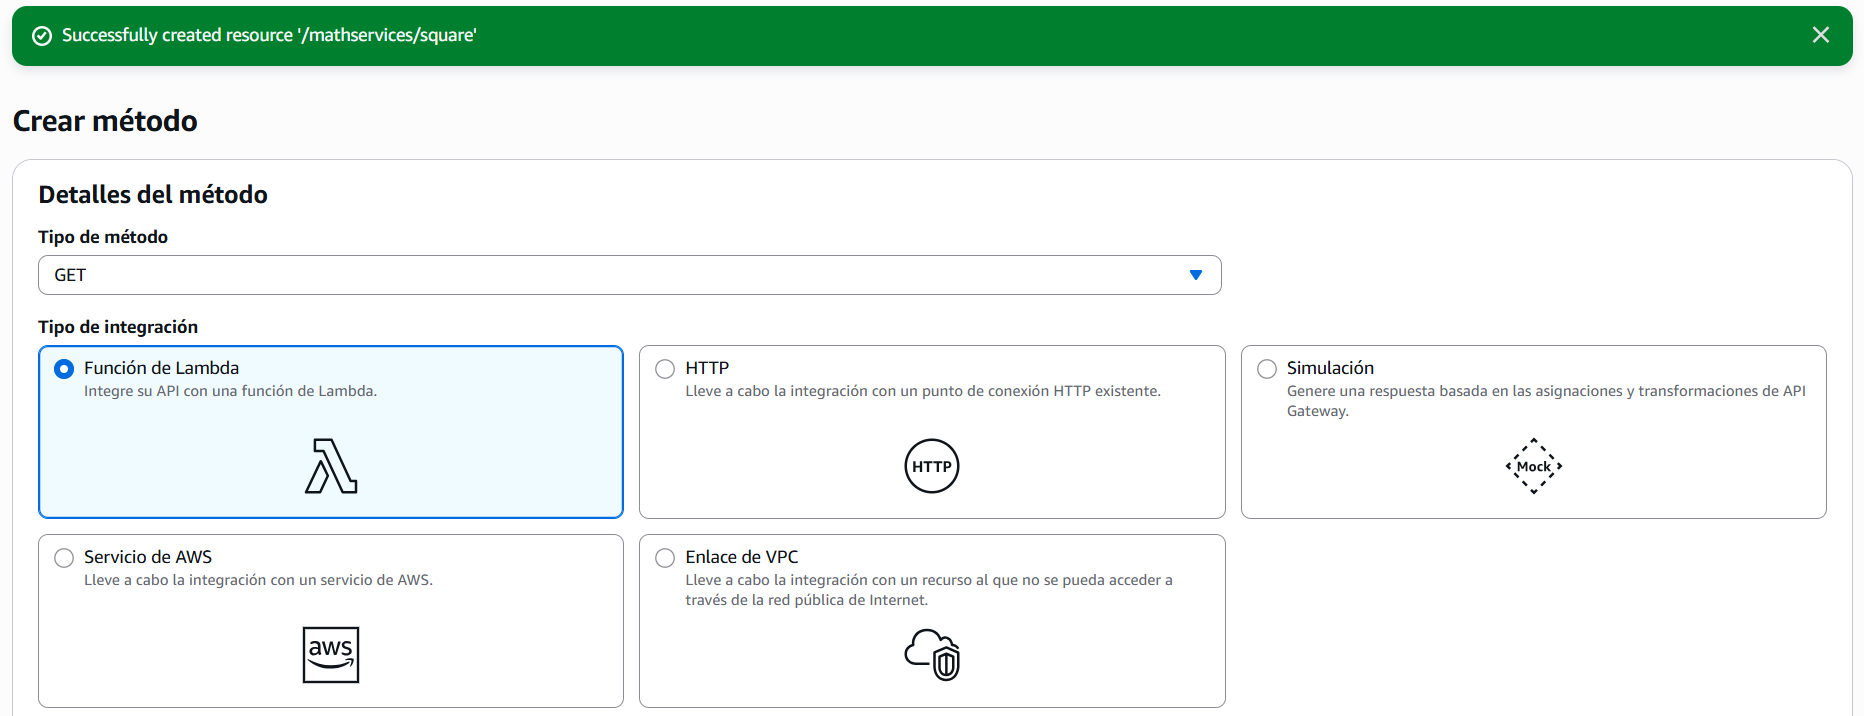 Successfully created resource '/mathservices/square'
Crear método
Detalles del método
Tipo de método
GET
Tipo de integración
Función de Lambda
Integre su API con una función de Lambda.
HTTP
Lleve a cabo la integración con un punto de conexión HTTP existente.
HTTP
Simulación
Genere una respuesta basada en las asignaciones y transformaciones de API
Gateway.
Mock
Servicio de AWS
Lleve a cabo la integración con un servicio de AWS.
aws
Enlace de VPC
Lleve a cabo la integración con un recurso al que no se pueda acceder a
través de la red pública de Internet.